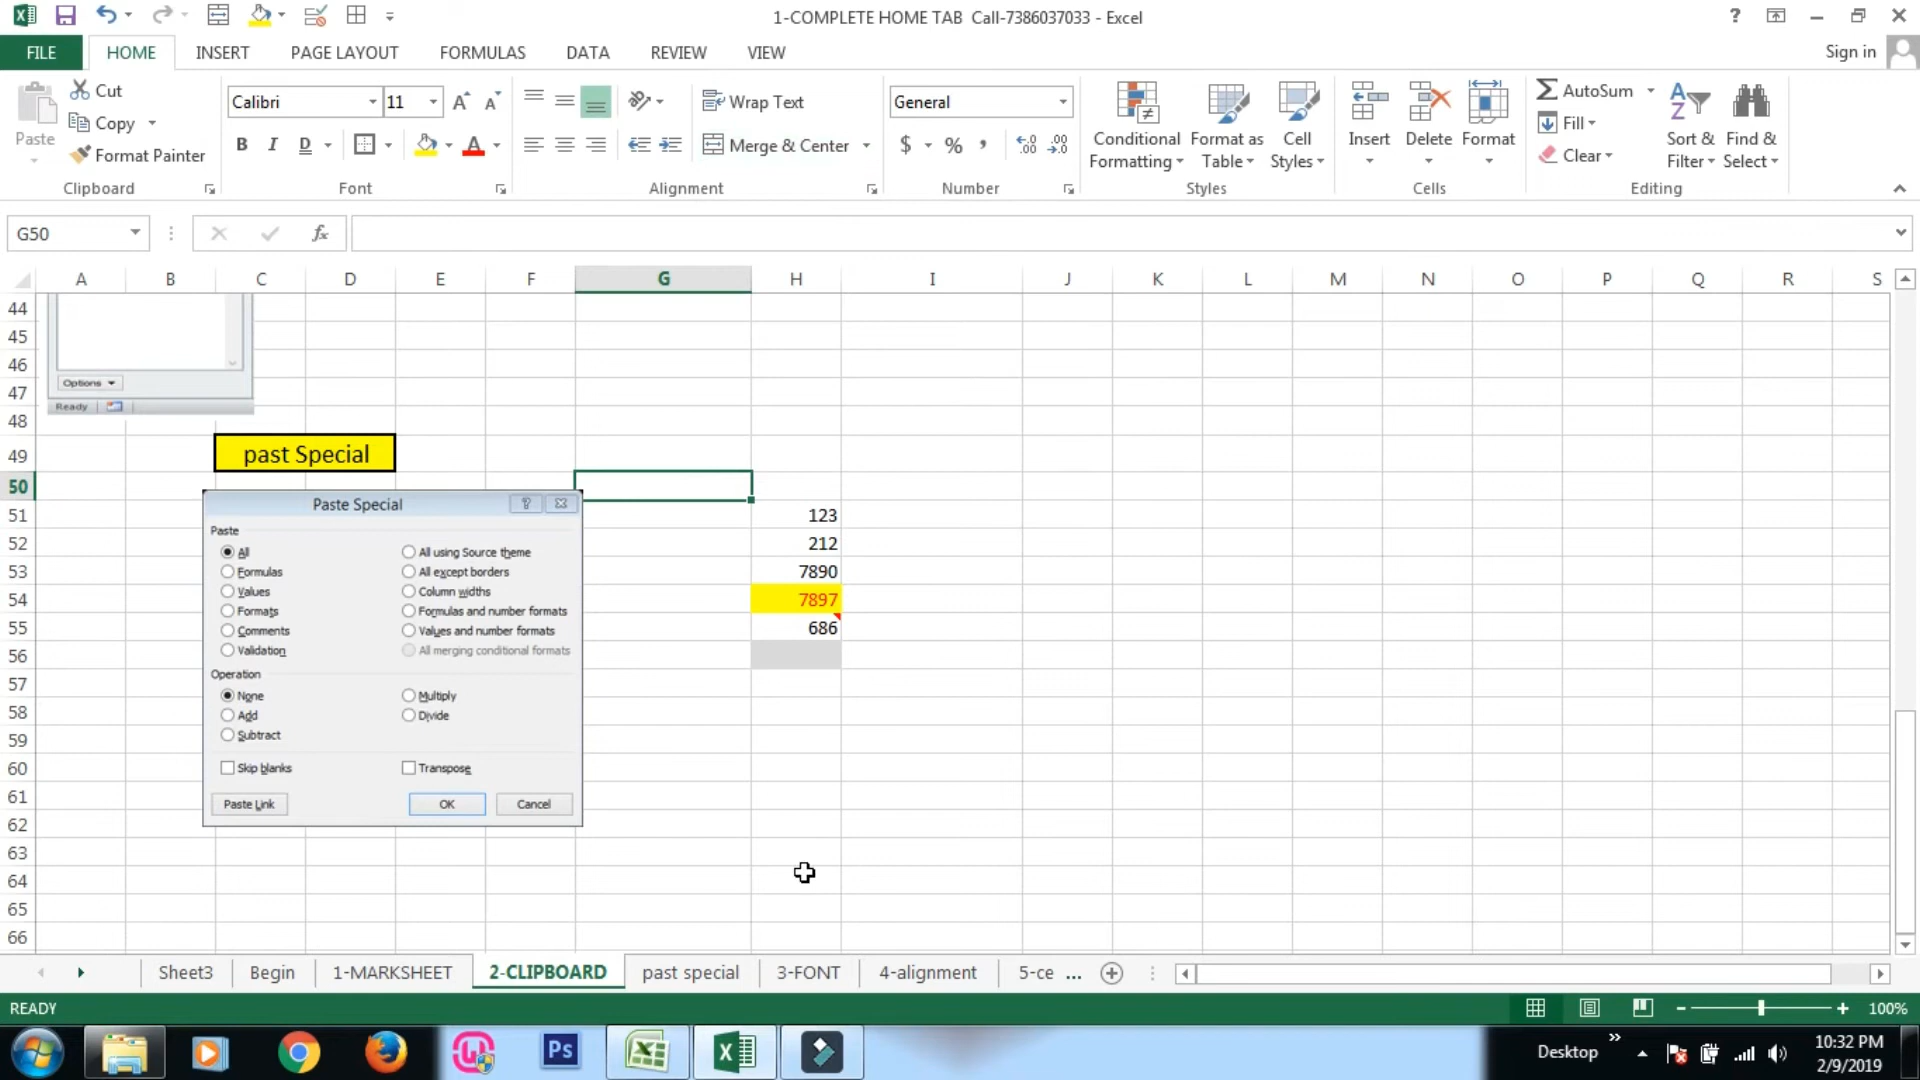 1-COMPLETE HOME TAB Call-7386037033 - Excel
FILE HOME INSERT PAGE LAYOUT FORMULAS DATA REVIEW VIEW Sign in
Paste Cut Copy Format Painter
Calibri 11
Wrap Text
Merge & Center
General
$ % ,
Conditional Formatting Format as Table Cell Styles
Insert Delete Format
AutoSum
Fill
Clear
Sort & Filter Find & Select
Clipboard Font Alignment Number Styles Cells Editing
G50 fx
A B C D E F G H I J K L M N O P Q R S
44
45
46
47 Options
Ready
48
49 past Special
50
Paste Special
51 123
Paste
52 All All using Source theme 212
53 Formulas All except borders 7890
Values Column widths
54 7897
Formats Formulas and number formats
55 Comments Values and number formats 686
56 Validation All merging conditional formats
57 Operation
None Multiply
58 Add Divide
59 Subtract
60 Skip blanks Transpose
61 Paste Link OK Cancel
62
63
64
65
66
Sheet3 Begin 1-MARKSHEET 2-CLIPBOARD past special 3-FONT 4-alignment 5-ce ...
READY 100%
Ps Desktop 10:32 PM
2/9/2019